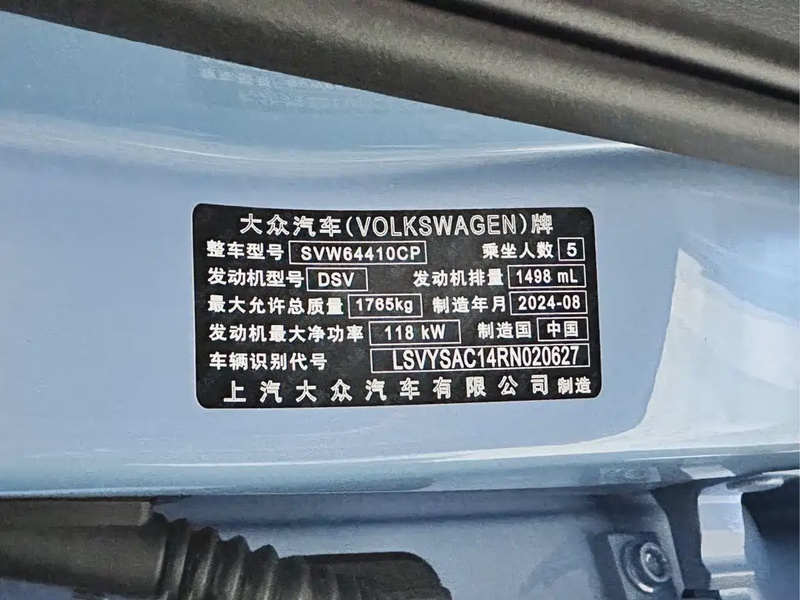 大众汽车(VOLKSWAGEN)牌
整车型号 SVW64410CP 乘坐人数 5
发动机型号 DSV 发动机排量 1498 mL
最大允许总质量 1765kg 制造年月 2024-08
发动机最大净功率 118 kW 制造国 中国
车辆识别代号 LSVYSAC14RN020627
上汽大众汽车有限公司 制造